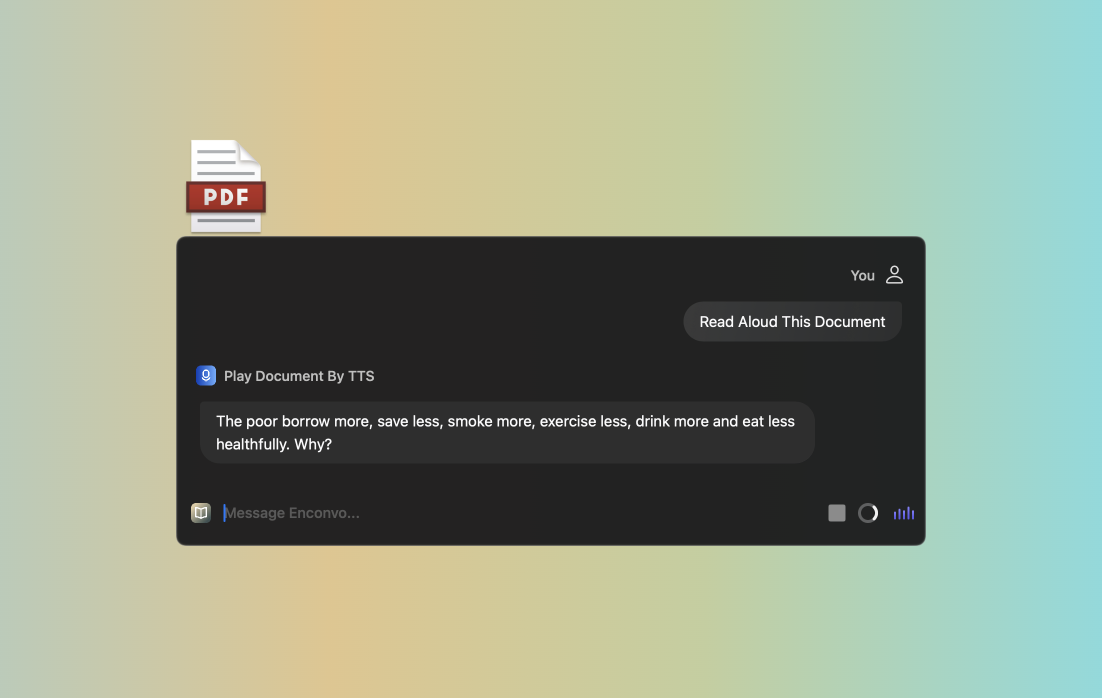 PDF
You
Read Aloud This Document
Play Document By TTS
The poor borrow more, save less, smoke more, exercise less, drink more and eat less
healthfully. Why?
Message Enconvo...